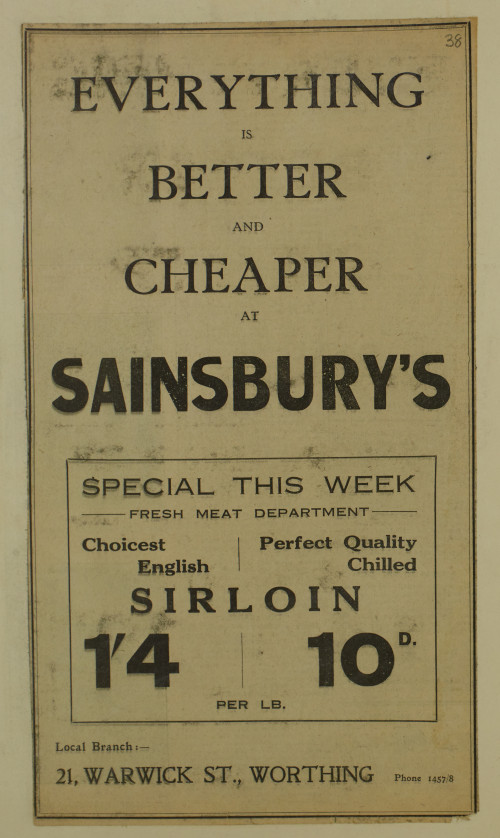 38
EVERYTHING
IS
BETTER
AND
CHEAPER
AT
SAINSBURY'S
SPECIAL THIS WEEK
FRESH MEAT DEPARTMENT
Choicest English
Perfect Quality Chilled
SIRLOIN
1'4 10D.
PER LB.
Local Branch:—
21, WARWICK ST., WORTHING Phone 1457/8